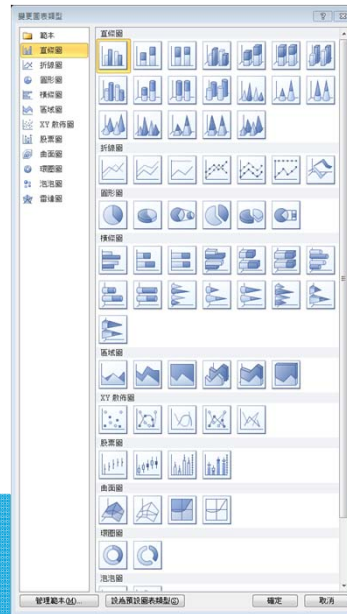 變更圖表類型
範本
直條圖
折線圖
圓形圖
橫條圖
區域圖
XY 散佈圖
股票圖
曲面圖
環圈圖
泡泡圖
雷達圖
直條圖
折線圖
圓形圖
橫條圖
區域圖
XY 散佈圖
股票圖
曲面圖
環圈圖
泡泡圖
管理範本(M)... 設為預設圖表類型(S) 確定 取消